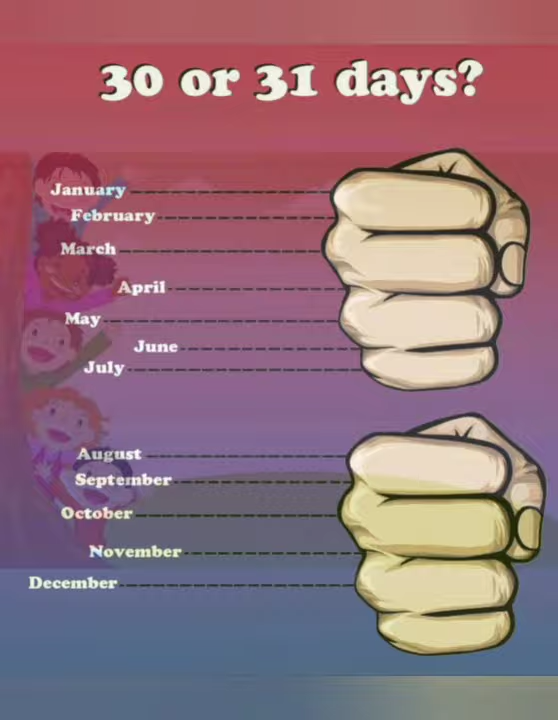 30 or 31 days?
January
February
March
April
May
June
July
August
September
October
November
December